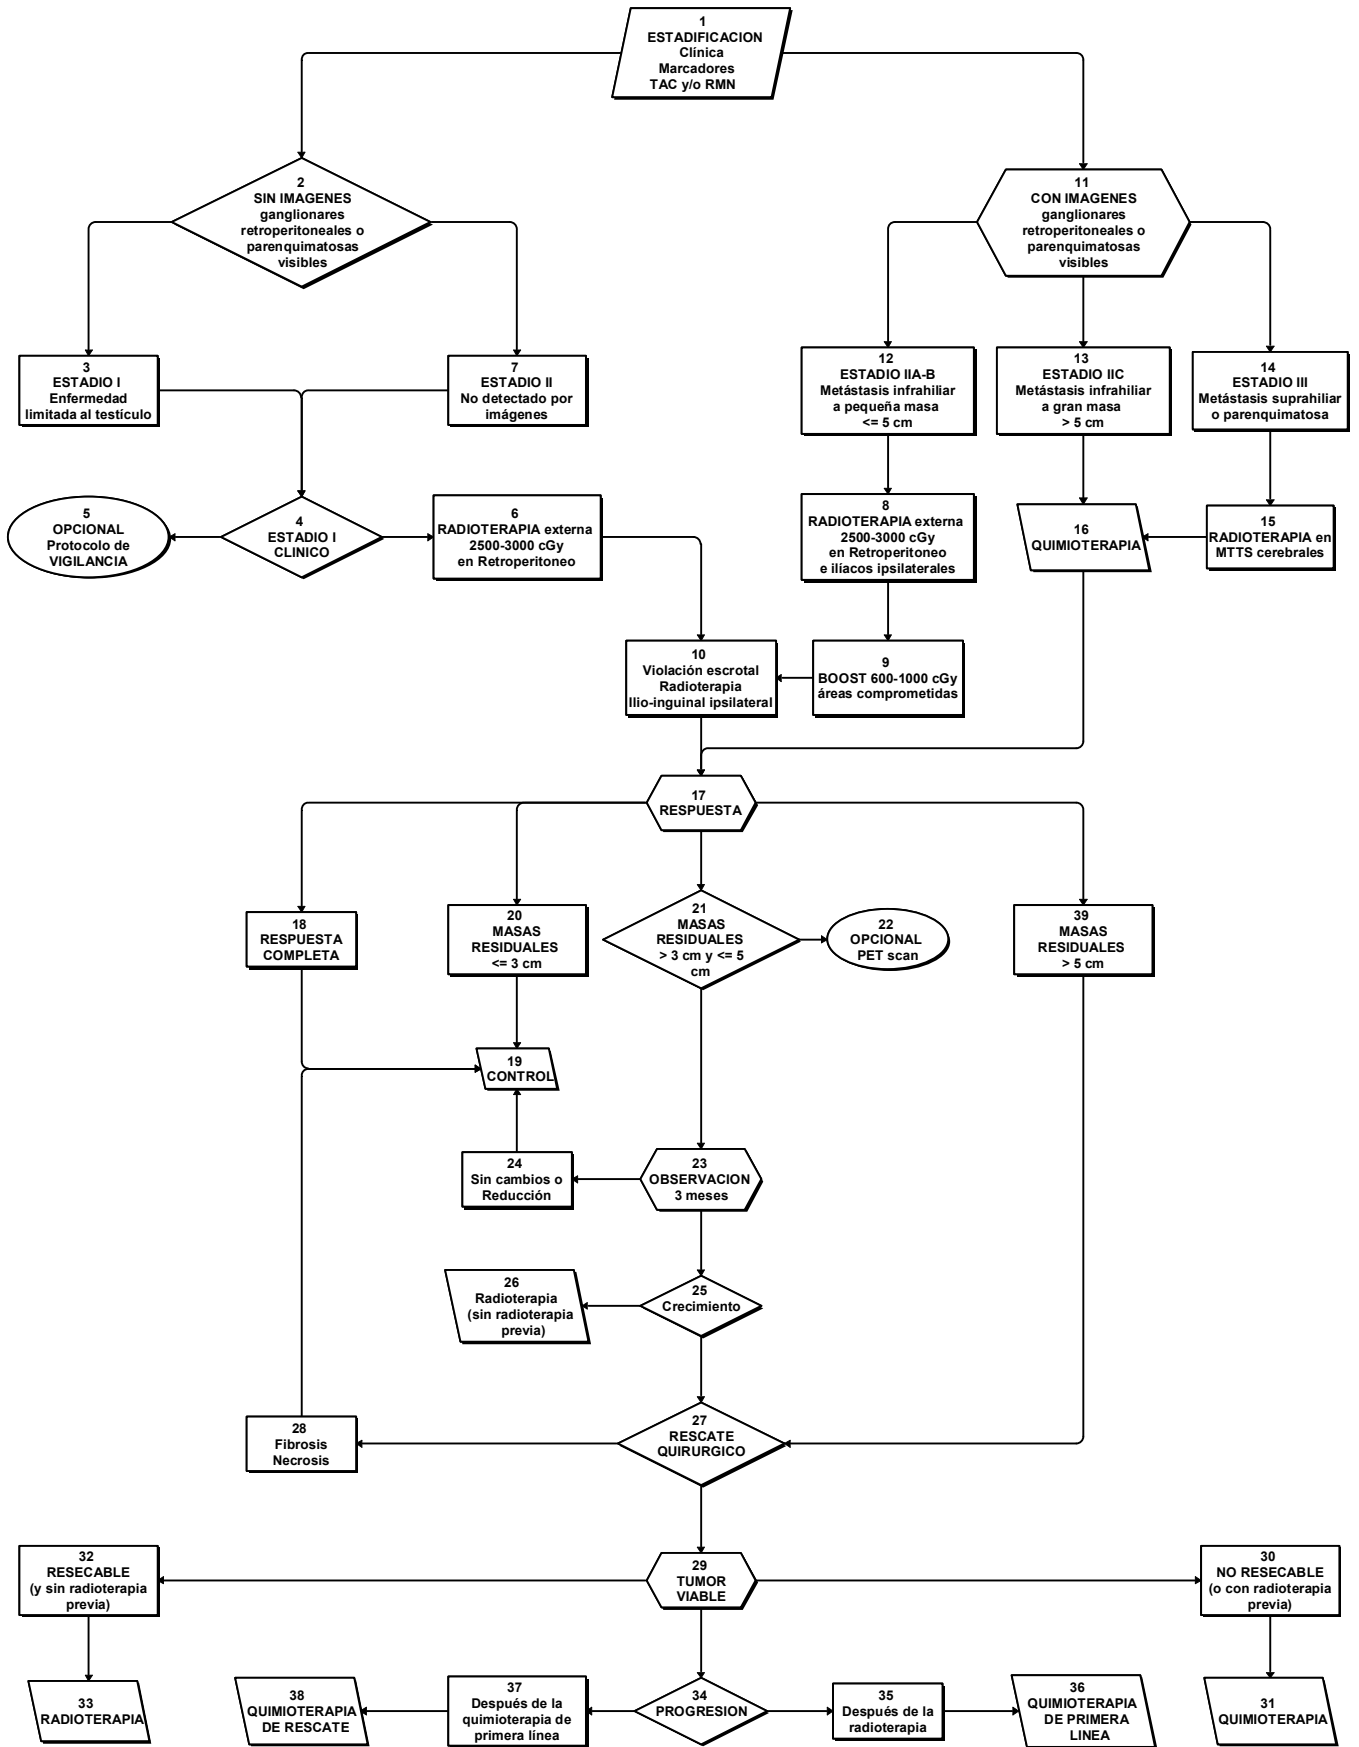 1
ESTADIFICACION
Clínica
Marcadores
TAC y/o RMN
2
SIN IMAGENES
ganglionares
retroperitoneales o
parenquimatosas
visibles
11
CON IMAGENES
ganglionares
retroperitoneales o
parenquimatosas
visibles
3
ESTADIO I
Enfermedad
limitada al testículo
7
ESTADIO II
No detectado por
imágenes
12
ESTADIO IIA-B
Metástasis infrahiliar
a pequeña masa
<= 5 cm
13
ESTADIO IIC
Metástasis infrahiliar
a gran masa
> 5 cm
14
ESTADIO III
Metástasis suprahiliar
o parenquimatosa
5
OPCIONAL
Protocolo de
VIGILANCIA
4
ESTADIO I
CLINICO
6
RADIOTERAPIA externa
2500-3000 cGy
en Retroperitoneo
8
RADIOTERAPIA externa
2500-3000 cGy
en Retroperitoneo
e ilíacos ipsilaterales
16
QUIMIOTERAPIA
15
RADIOTERAPIA en
MTTS cerebrales
10
Violación escrotal
Radioterapia
Ilio-inguinal ipsilateral
9
BOOST 600-1000 cGy
áreas comprometidas
17
RESPUESTA
18
RESPUESTA
COMPLETA
20
MASAS
RESIDUALES
<= 3 cm
21
MASAS
RESIDUALES
> 3 cm y <= 5
cm
22
OPCIONAL
PET scan
39
MASAS
RESIDUALES
> 5 cm
19
CONTROL
24
Sin cambios o
Reducción
23
OBSERVACION
3 meses
26
Radioterapia
(sin radioterapia
previa)
25
Crecimiento
28
Fibrosis
Necrosis
27
RESCATE
QUIRURGICO
32
RESECABLE
(y sin radioterapia
previa)
29
TUMOR
VIABLE
30
NO RESECABLE
(o con radioterapia
previa)
33
RADIOTERAPIA
38
QUIMIOTERAPIA
DE RESCATE
37
Después de la
quimioterapia de
primera línea
34
PROGRESION
35
Después de la
radioterapia
36
QUIMIOTERAPIA
DE PRIMERA
LINEA
31
QUIMIOTERAPIA